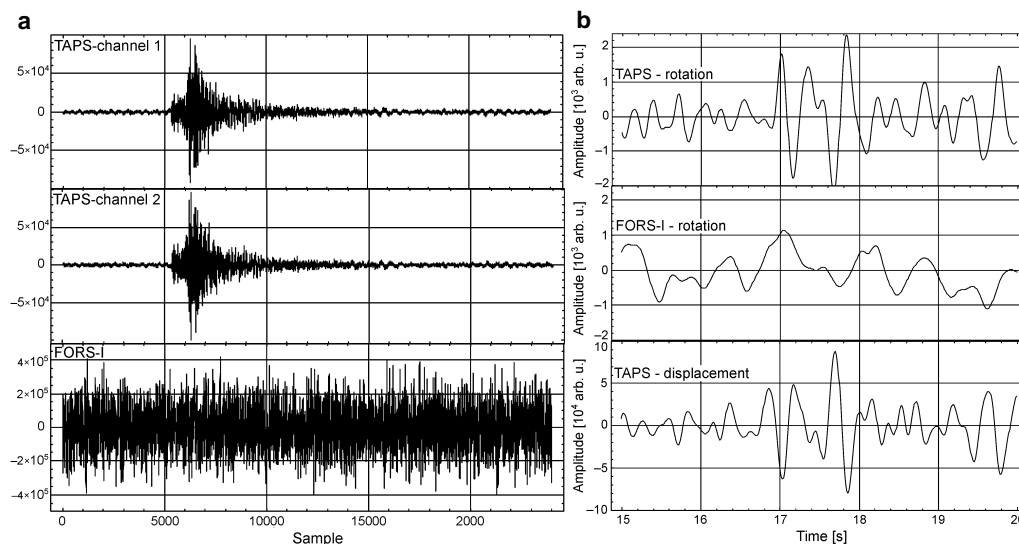 a
TAPS-channel 1
5×10⁴
0
–5×10⁴
TAPS-channel 2
5×10⁴
0
–5×10⁴
FORS-I
4×10⁵
2×10⁵
0
–2×10⁵
–4×10⁵
0 5000 10000 15000 20000
Sample
b
Amplitude [10³ arb. u.]
2
1
0
–1
–2
TAPS - rotation
Amplitude [10³ arb. u.]
2
1
0
–1
–2
FORS-I - rotation
Amplitude [10⁴ arb. u.]
10
5
0
–5
–10
TAPS - displacement
15 16 17 18 19 20
Time [s]